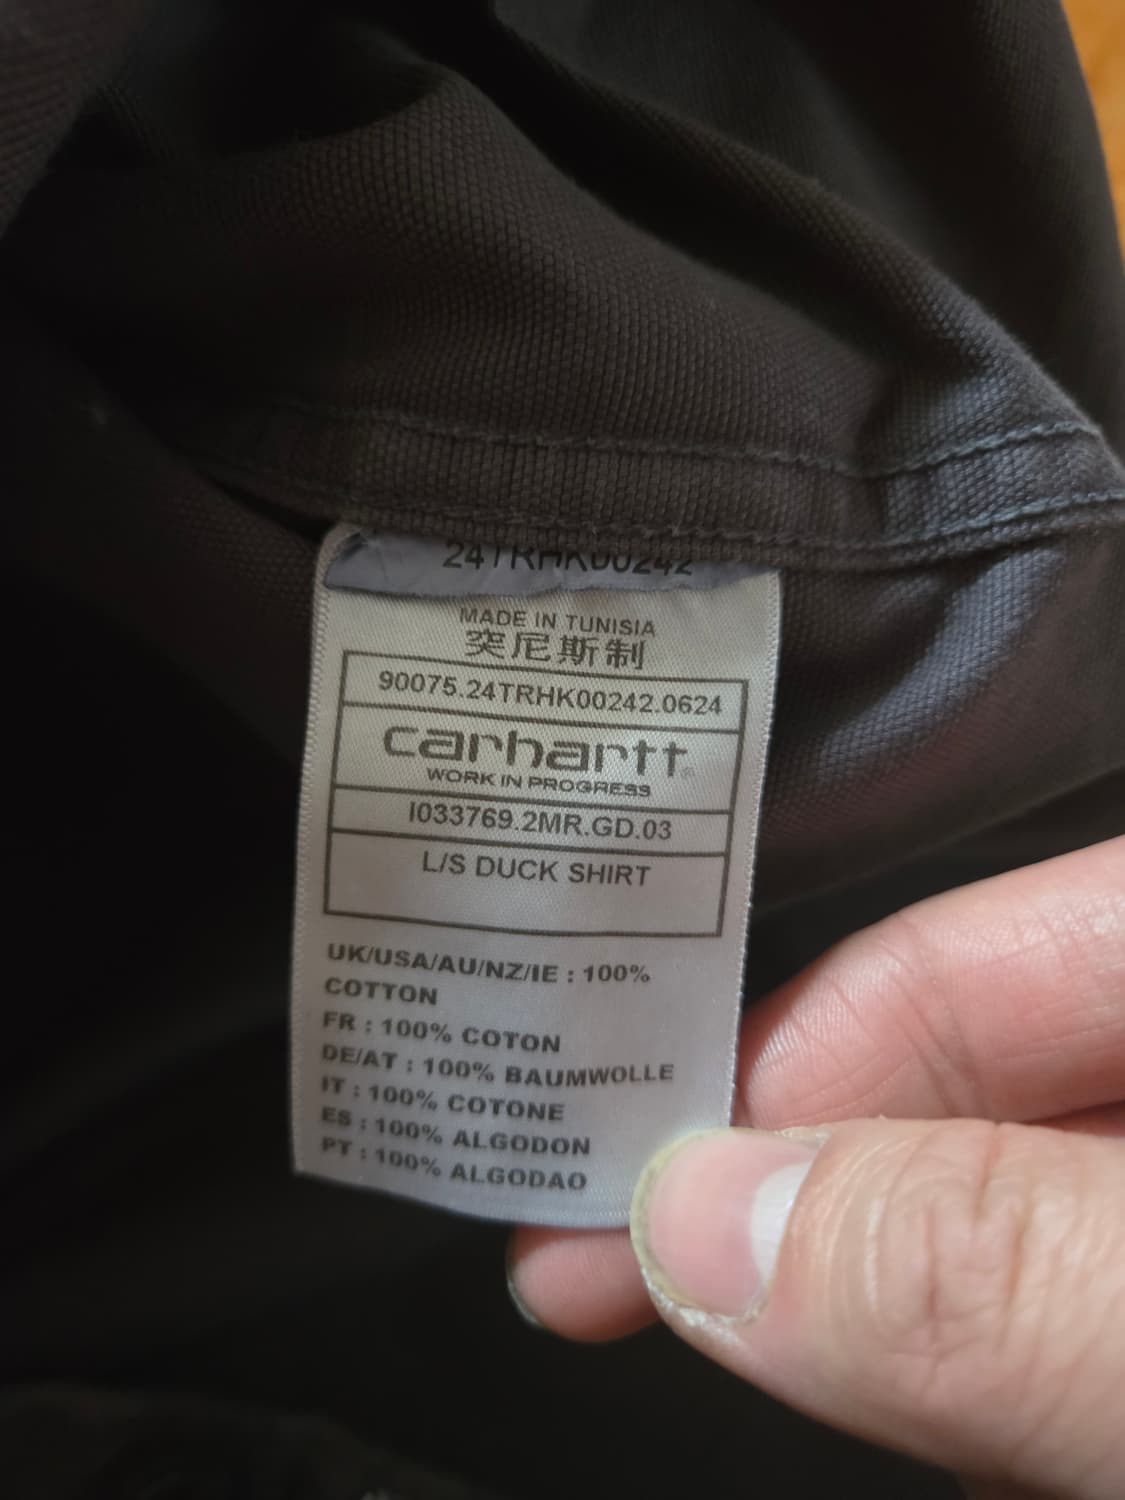 24TRHK00242
MADE IN TUNISIA
突尼斯制
90075.24TRHK00242.0624
carhartt®
WORK IN PROGRESS
I033769.2MR.GD.03
L/S DUCK SHIRT
UK/USA/AU/NZ/IE : 100%
COTTON
FR : 100% COTON
DE/AT : 100% BAUMWOLLE
IT : 100% COTONE
ES : 100% ALGODON
PT : 100% ALGODAO